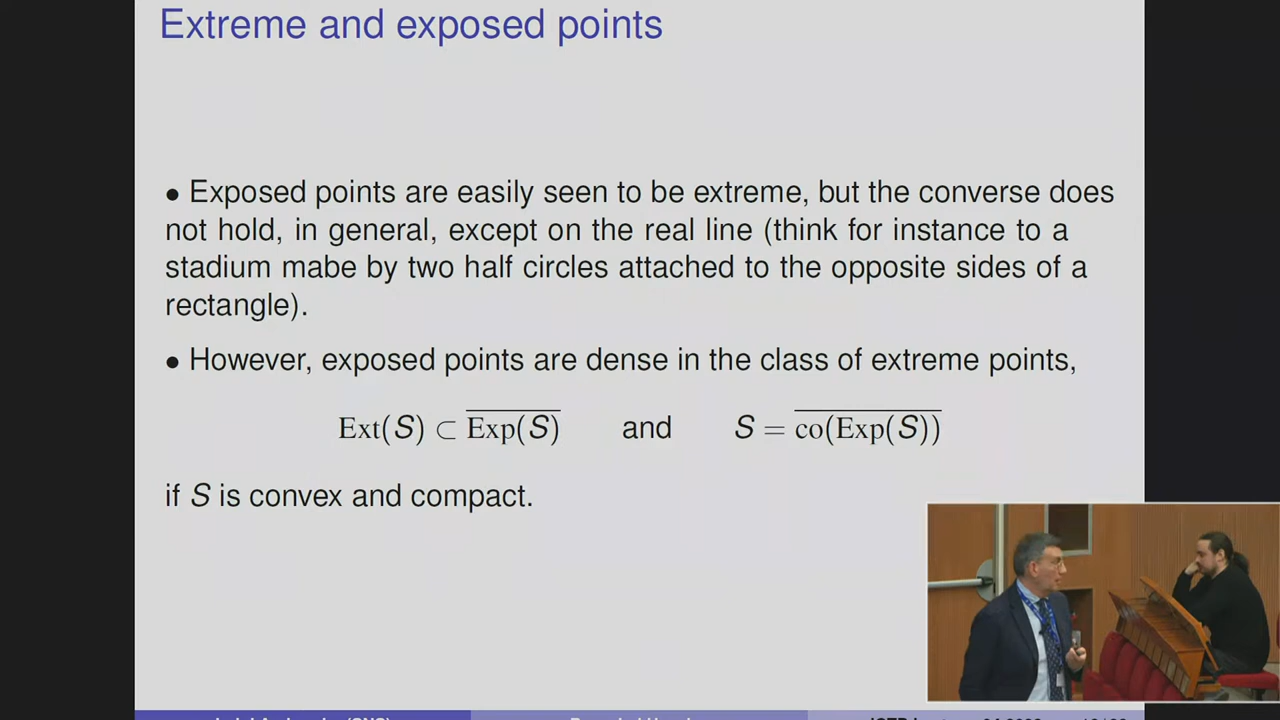 Extreme and exposed points
• Exposed points are easily seen to be extreme, but the converse does
not hold, in general, except on the real line (think for instance to a
stadium mabe by two half circles attached to the opposite sides of a
rectangle).
• However, exposed points are dense in the class of extreme points,
Ext(S) ⊂ \overline{Exp(S)} and S = \overline{co(Exp(S))}
if S is convex and compact.